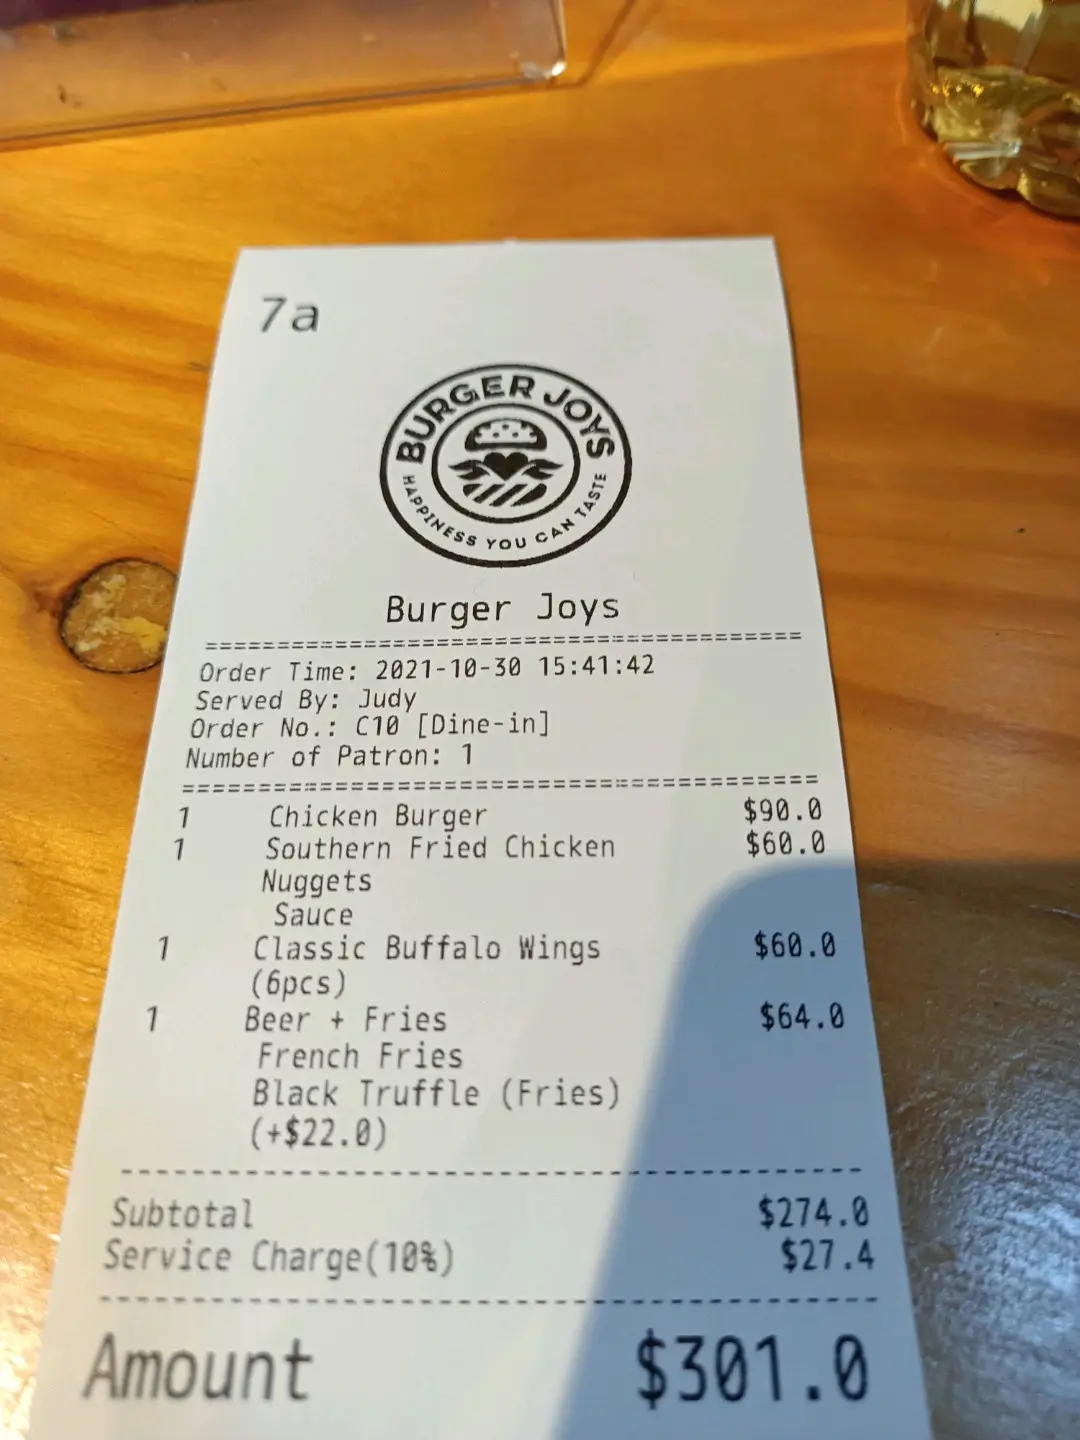 7a
BURGER JOYS
HAPPINESS YOU CAN TASTE
Burger Joys
========================================
Order Time: 2021-10-30 15:41:42
Served By: Judy
Order No.: C10 [Dine-in]
Number of Patron: 1
========================================
1 Chicken Burger $90.0
1 Southern Fried Chicken $60.0
Nuggets
Sauce
1 Classic Buffalo Wings $60.0
(6pcs)
1 Beer + Fries $64.0
French Fries
Black Truffle (Fries)
(+$22.0)
----------------------------------------
Subtotal $274.0
Service Charge(10%) $27.4
----------------------------------------
Amount $301.0